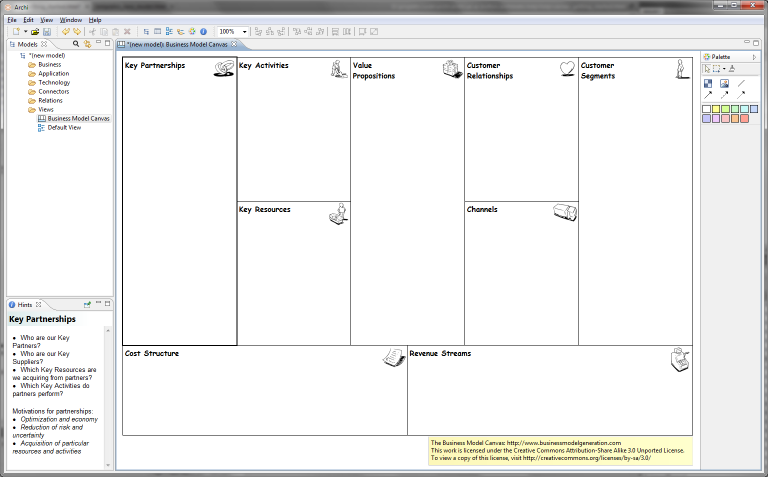 Archi
File Edit View Window Help
100%
Models
*(new model): Business Model Canvas
*(new model)
Business
Application
Technology
Connectors
Relations
Views
Business Model Canvas
Default View
Hints
Key Partnerships
• Who are our Key
Partners?
• Who are our Key
Suppliers?
• Which Key Resources are
we acquiring from partners?
• Which Key Activities do
partners perform?
Motivations for partnerships:
• Optimization and economy
• Reduction of risk and
uncertainty
• Acquisition of particular
resources and activities
Key Partnerships
Key Activities
Value
Propositions
Customer
Relationships
Customer
Segments
Key Resources
Channels
Cost Structure
Revenue Streams
The Business Model Canvas: http://www.businessmodelgeneration.com
This work is licensed under the Creative Commons Attribution-Share Alike 3.0 Unported License.
To view a copy of this license, visit http://creativecommons.org/licenses/by-sa/3.0/
Palette